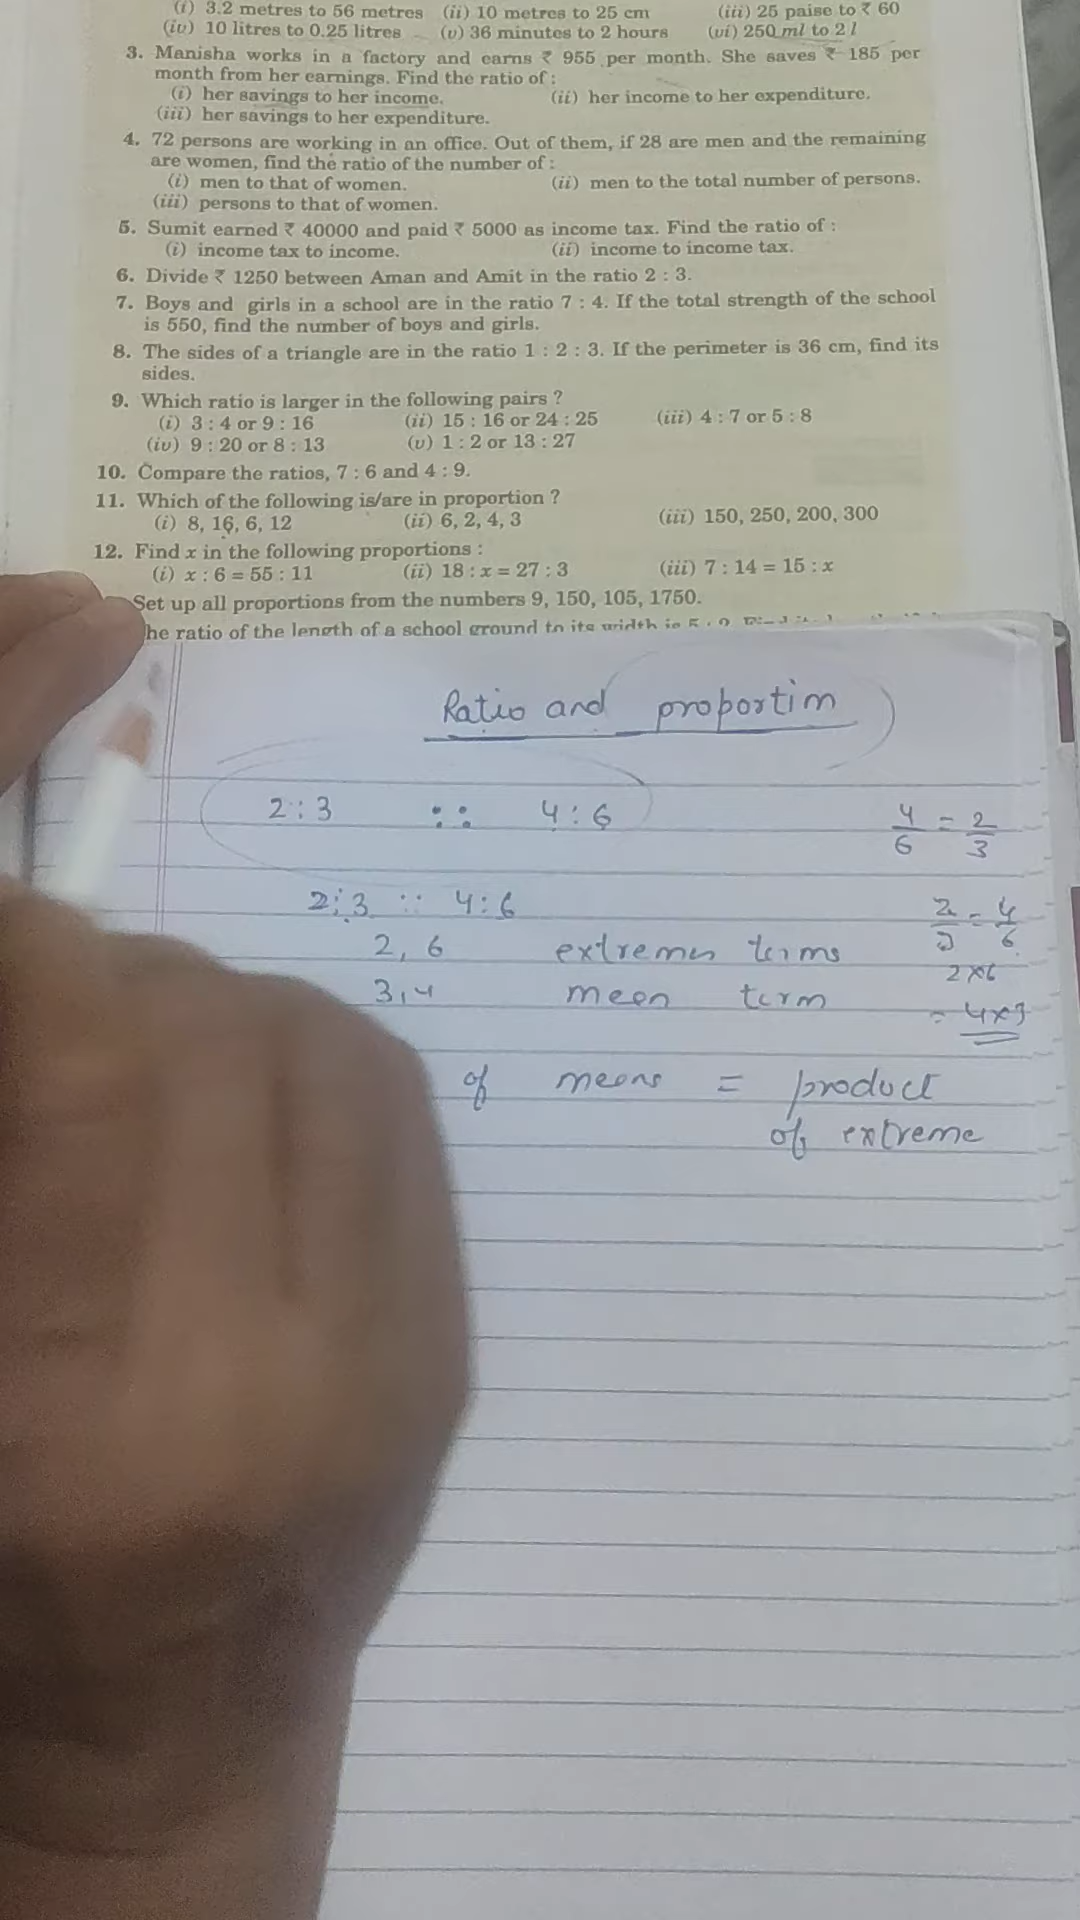 (i) 3.2 metres to 56 metres (ii) 10 metres to 25 cm (iii) 25 paise to ₹ 60
(iv) 10 litres to 0.25 litres (v) 36 minutes to 2 hours (vi) 250 ml to 2 l
3. Manisha works in a factory and earns ₹ 955 per month. She saves ₹ 185 per
month from her earnings. Find the ratio of :
(i) her savings to her income. (ii) her income to her expenditure.
(iii) her savings to her expenditure.
4. 72 persons are working in an office. Out of them, if 28 are men and the remaining
are women, find the ratio of the number of :
(i) men to that of women. (ii) men to the total number of persons.
(iii) persons to that of women.
5. Sumit earned ₹ 40000 and paid ₹ 5000 as income tax. Find the ratio of :
(i) income tax to income. (ii) income to income tax.
6. Divide ₹ 1250 between Aman and Amit in the ratio 2 : 3.
7. Boys and girls in a school are in the ratio 7 : 4. If the total strength of the school
is 550, find the number of boys and girls.
8. The sides of a triangle are in the ratio 1 : 2 : 3. If the perimeter is 36 cm, find its
sides.
9. Which ratio is larger in the following pairs ?
(i) 3 : 4 or 9 : 16 (ii) 15 : 16 or 24 : 25 (iii) 4 : 7 or 5 : 8
(iv) 9 : 20 or 8 : 13 (v) 1 : 2 or 13 : 27
10. Compare the ratios, 7 : 6 and 4 : 9.
11. Which of the following is/are in proportion ?
(i) 8, 16, 6, 12 (ii) 6, 2, 4, 3 (iii) 150, 250, 200, 300
12. Find x in the following proportions :
(i) x : 6 = 55 : 11 (ii) 18 : x = 27 : 3 (iii) 7 : 14 = 15 : x
Set up all proportions from the numbers 9, 150, 105, 1750.
he ratio of the length of a school ground to its width is 5 : 2.
Ratio and proportion
2 : 3 :: 4 : 6 4/6 = 2/3
2 : 3 :: 4 : 6 2/3 = 4/6
2, 6 extremes terms 2×6
3, 4 mean term = 4×3
of means = product
of extreme